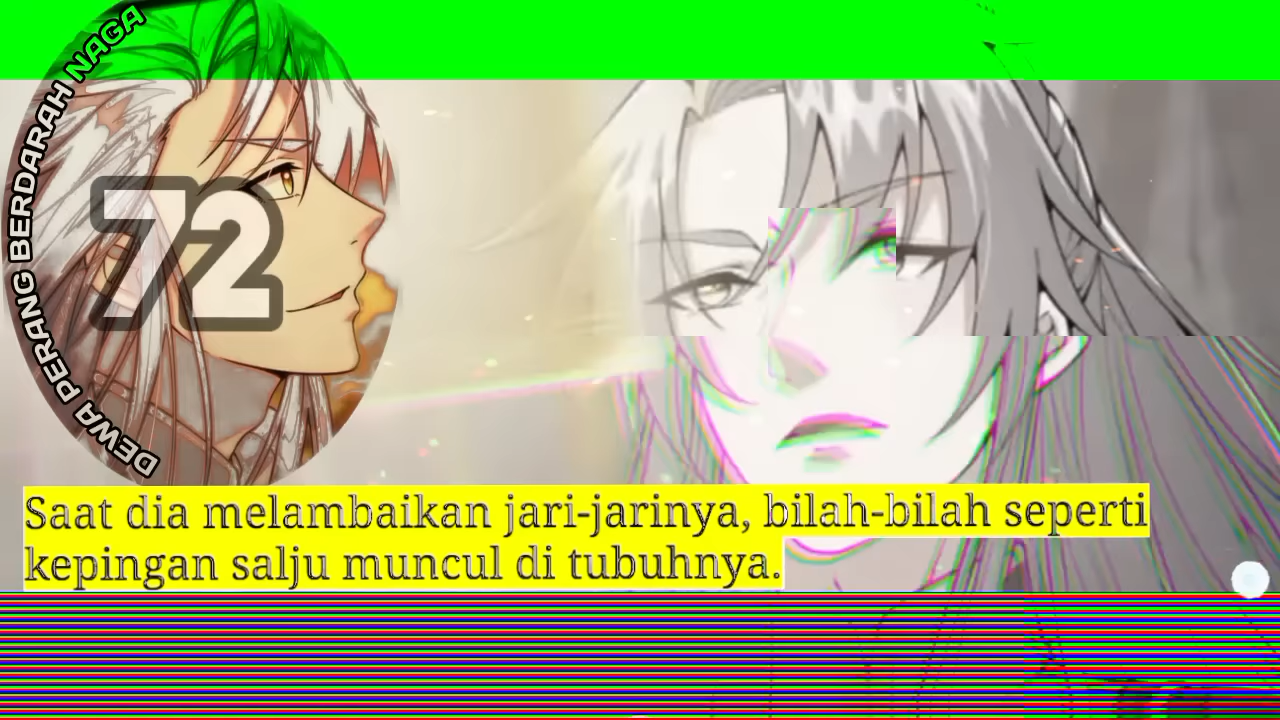 DEWA PERANG BERDARAH NAGA
72
Saat dia melambaikan jari-jarinya, bilah-bilah seperti
kepingan salju muncul di tubuhnya.